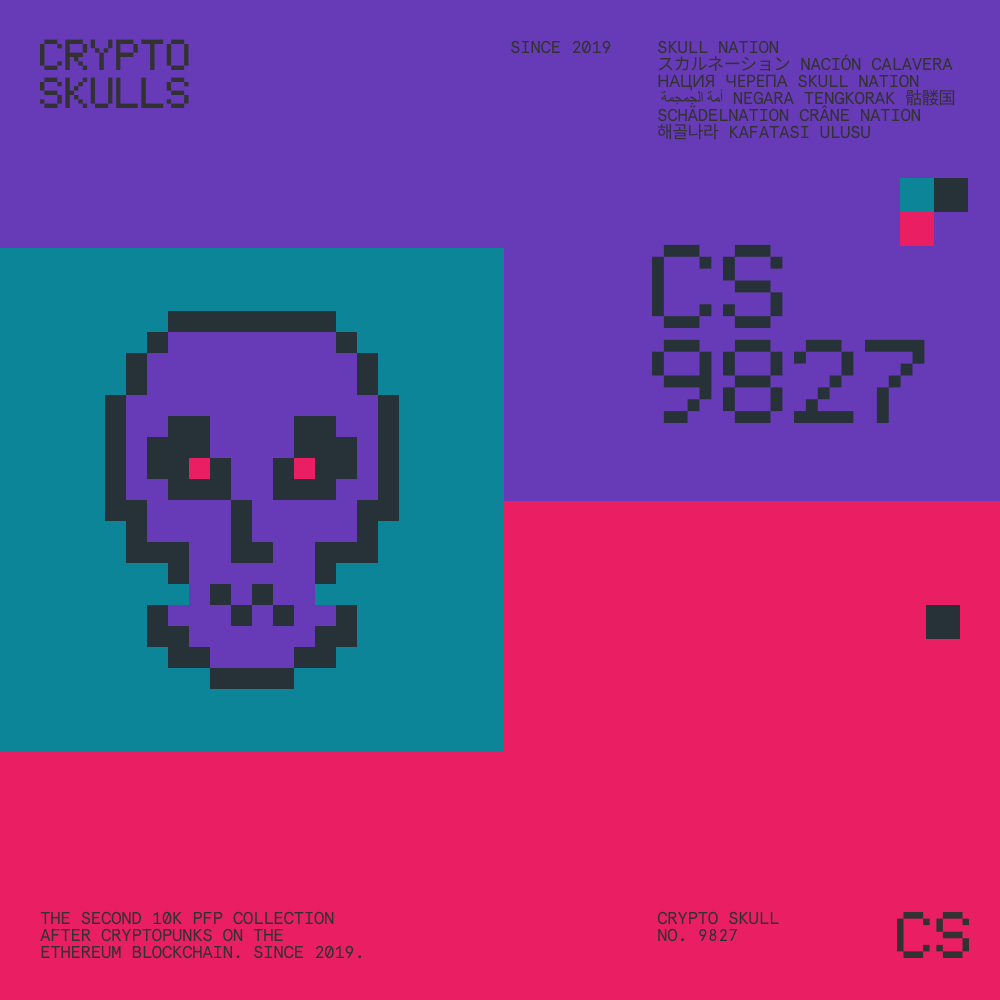 CRYPTO
SKULLS
SINCE 2019
SKULL NATION
スカルネーション NACIÓN CALAVERA
НАЦИЯ ЧЕРЕПА SKULL NATION
أمة الجمجمة NEGARA TENGKORAK 骷髅国
SCHÄDELNATION CRÂNE NATION
해골나라 KAFATASI ULUSU
CS
9827
THE SECOND 10K PFP COLLECTION
AFTER CRYPTOPUNKS ON THE
ETHEREUM BLOCKCHAIN. SINCE 2019.
CRYPTO SKULL
NO. 9827
CS